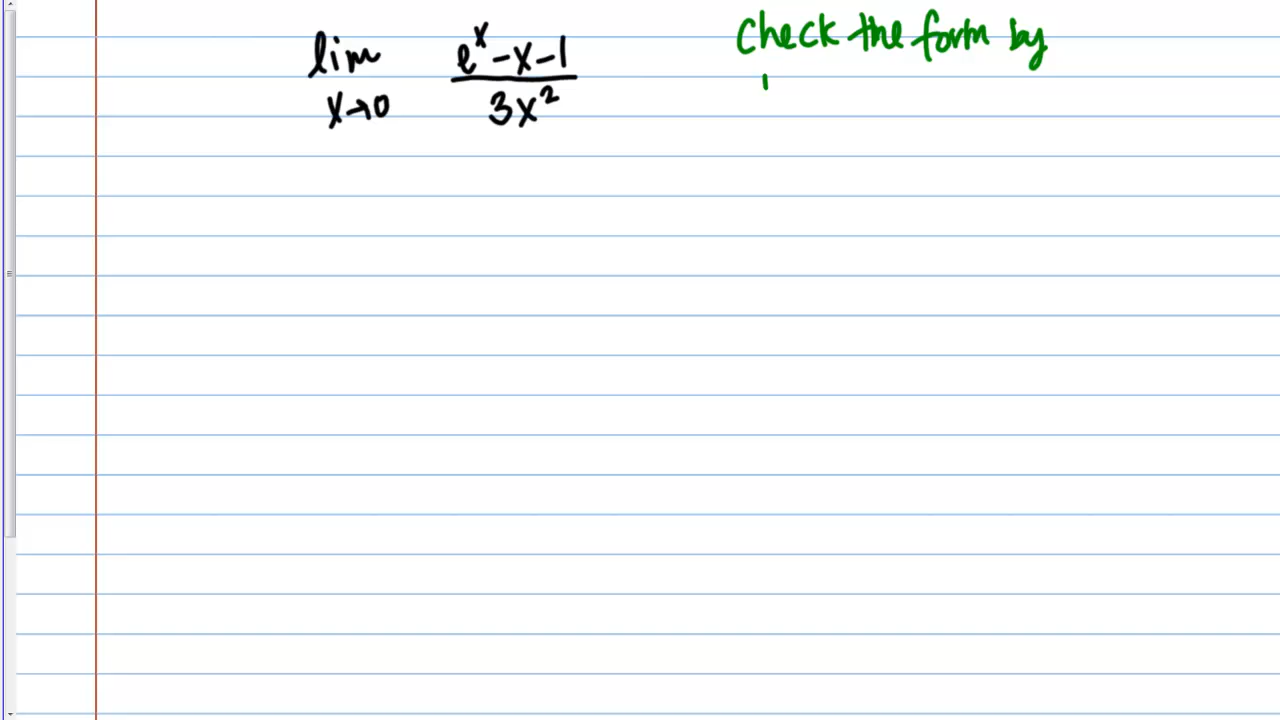 lim e^x - x - 1
x→0 3x^2
Check the form by